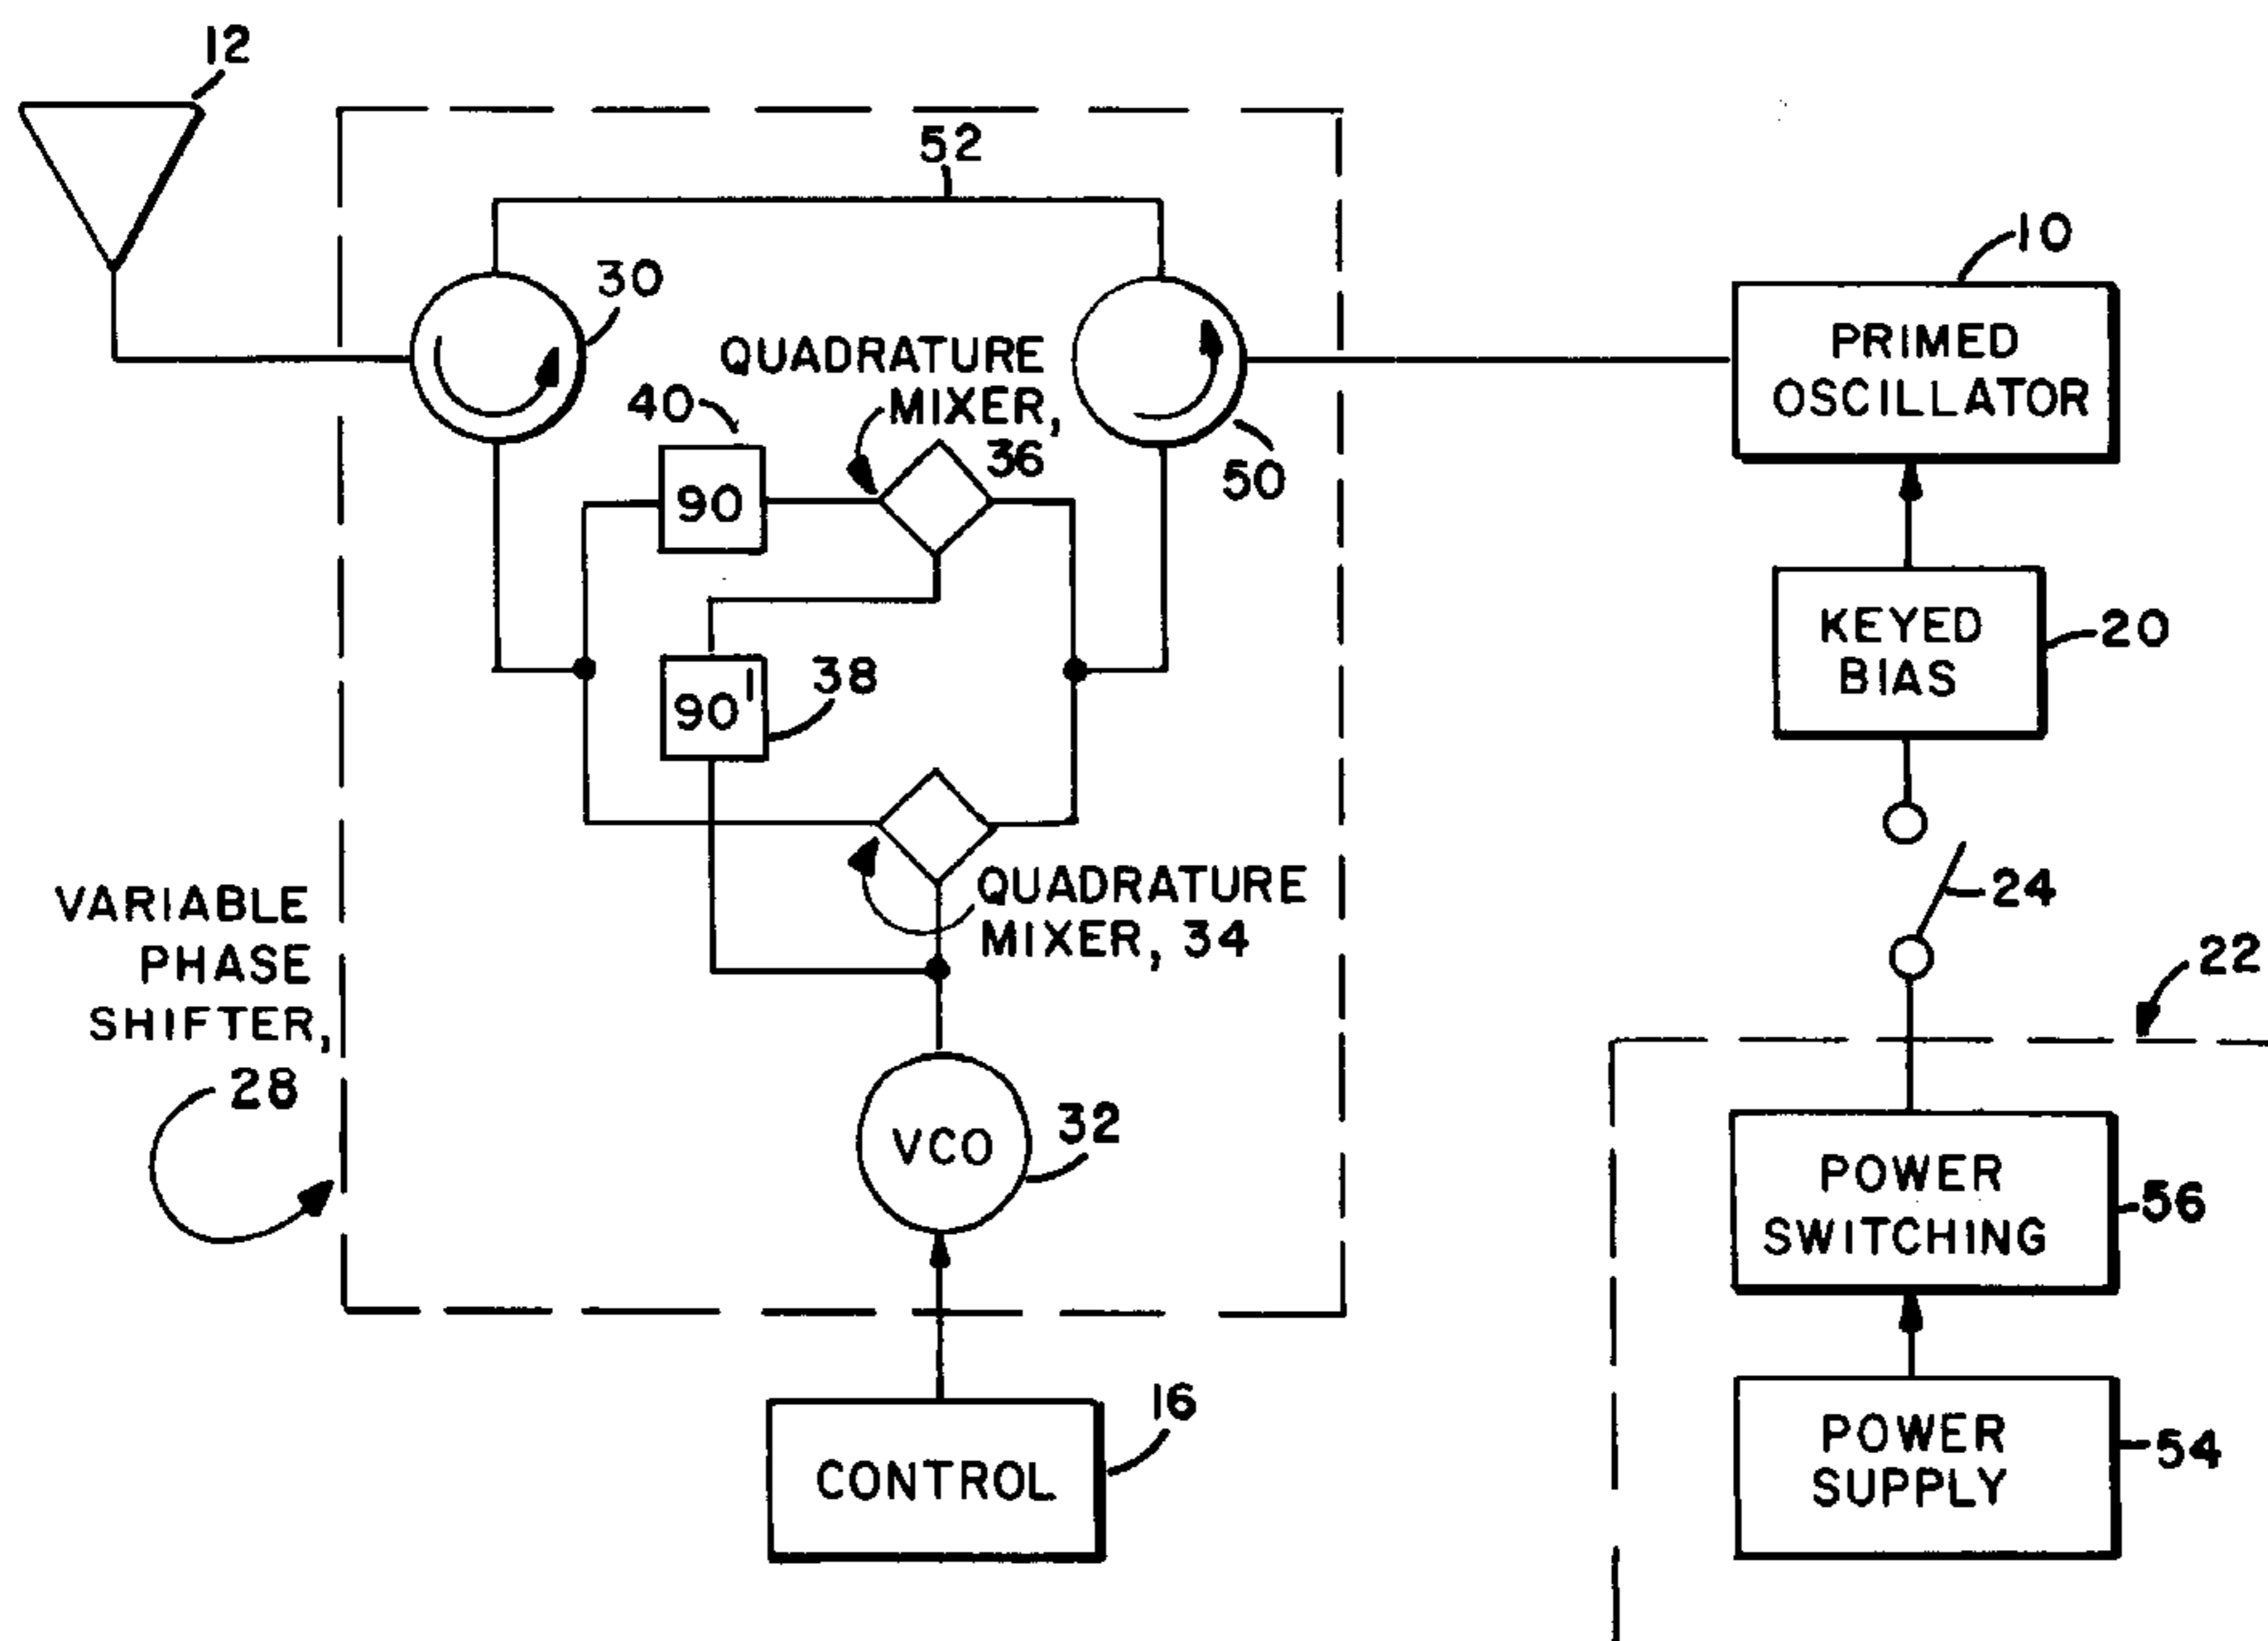 12
52
10
30
PRIMED
OSCILLATOR
QUADRATURE
MIXER,
36
40
90
50
KEYED
BIAS
20
90'
38
24
QUADRATURE
MIXER, 34
22
VARIABLE
PHASE
SHIFTER,
28
VCO
32
POWER
SWITCHING
56
CONTROL
16
POWER
SUPPLY
54